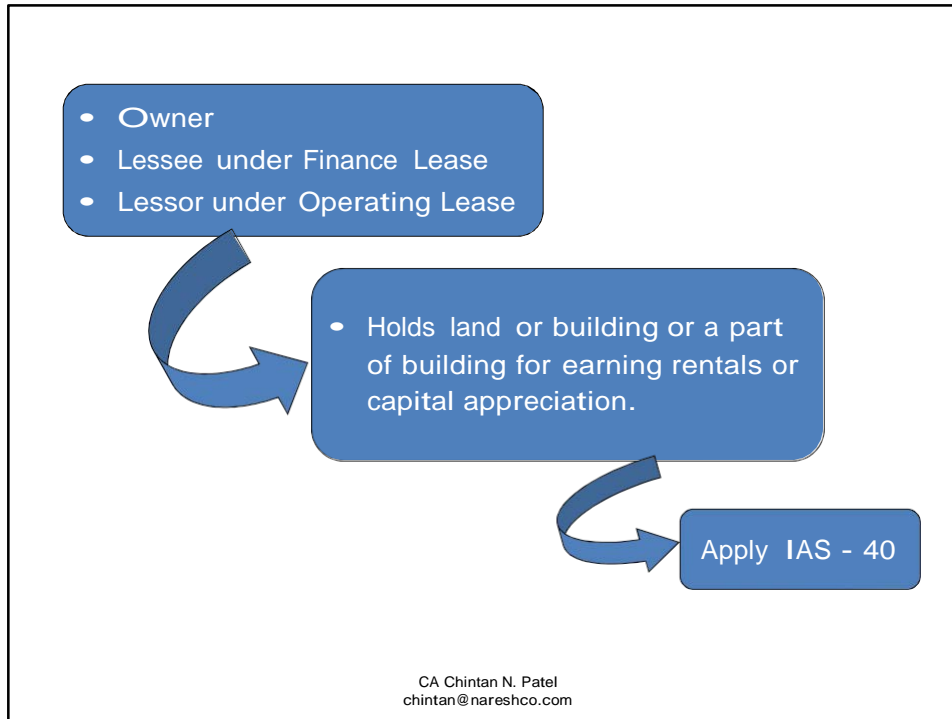 • Owner
• Lessee under Finance Lease
• Lessor under Operating Lease
• Holds land or building or a part
of building for earning rentals or
capital appreciation.
Apply IAS - 40
CA Chintan N. Patel
chintan@nareshco.com